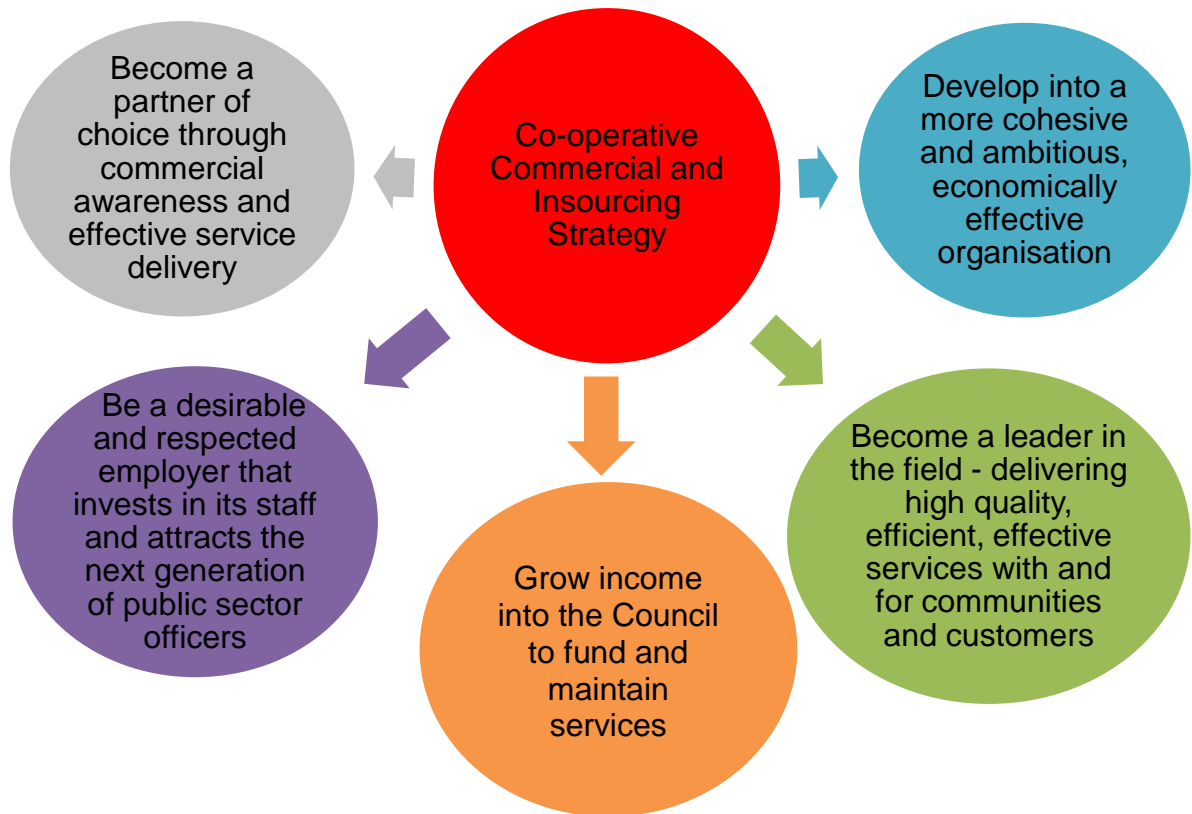 Become a
partner of
choice through
commercial
awareness and
effective service
delivery
Co-operative
Commercial and
Insourcing
Strategy
Develop into a
more cohesive
and ambitious,
economically
effective
organisation
Be a desirable
and respected
employer that
invests in its staff
and attracts the
next generation
of public sector
officers
Grow income
into the Council
to fund and
maintain
services
Become a leader in
the field - delivering
high quality,
efficient, effective
services with and
for communities
and customers